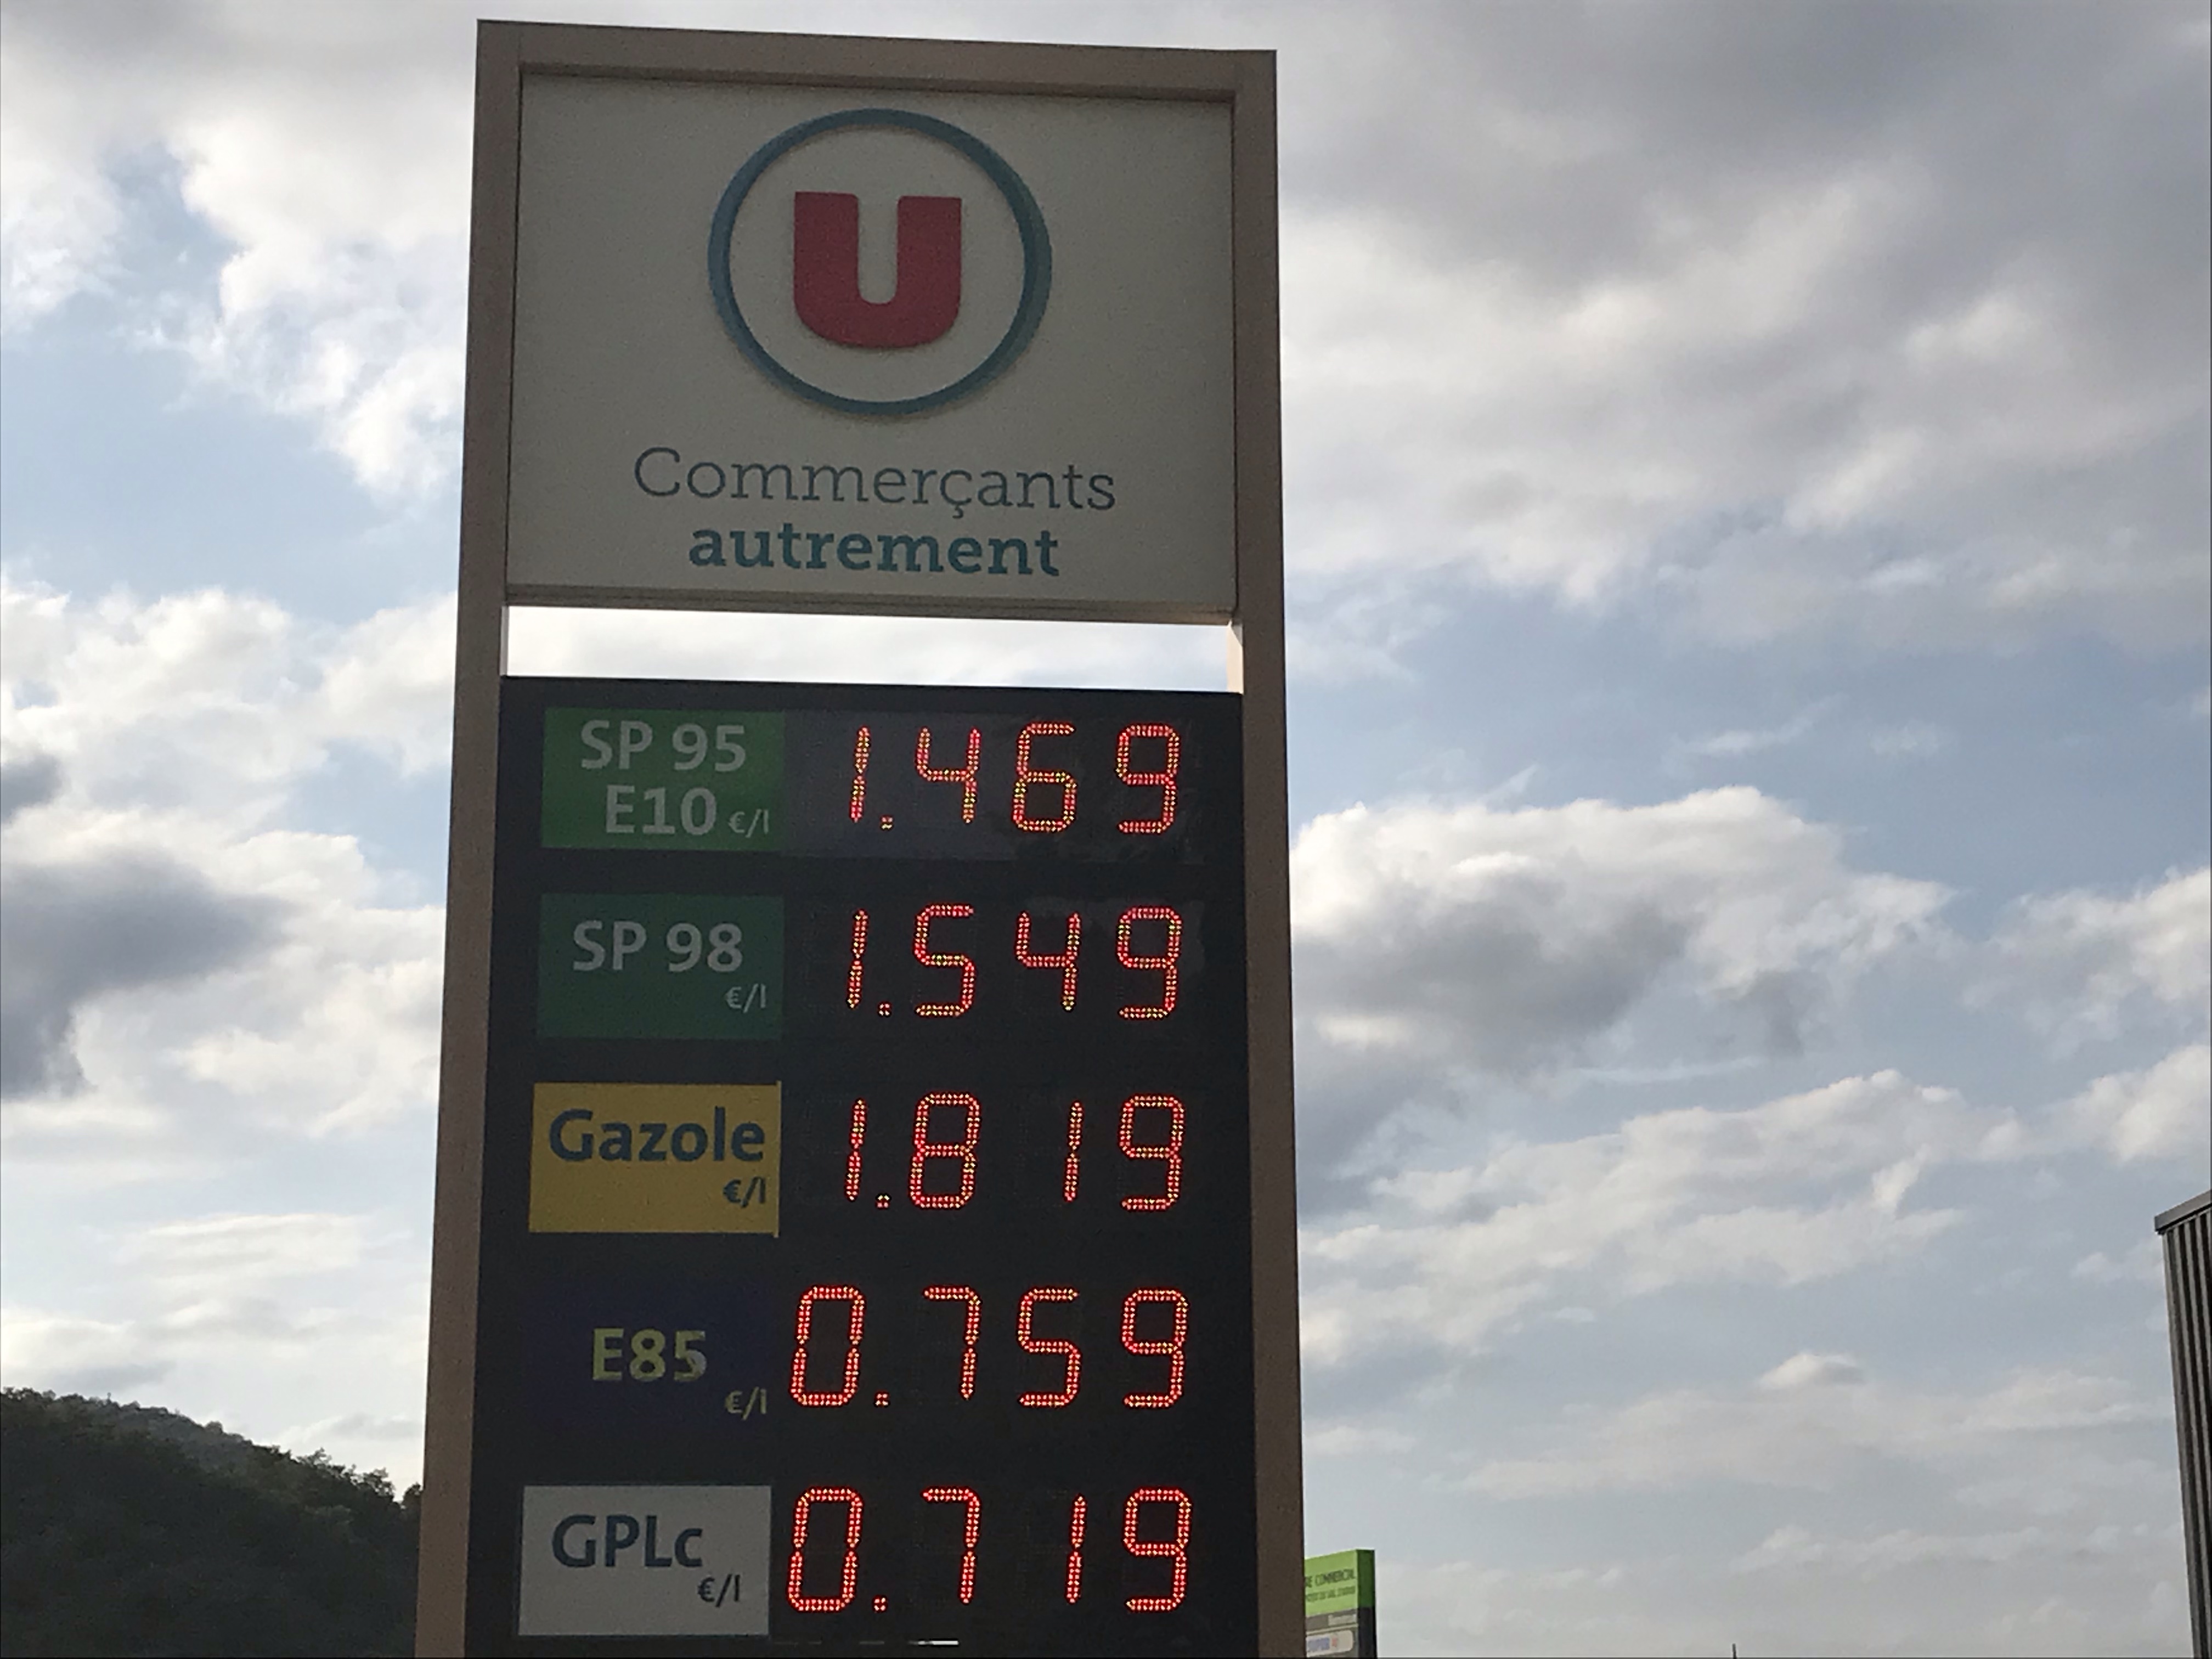 U
Commerçants
autrement
SP 95
E10 €/l
1.469
SP 98
€/l
1.549
Gazole
€/l
1.819
E85
€/l
0.759
GPLc
€/l
0.719
COMMERCIAL